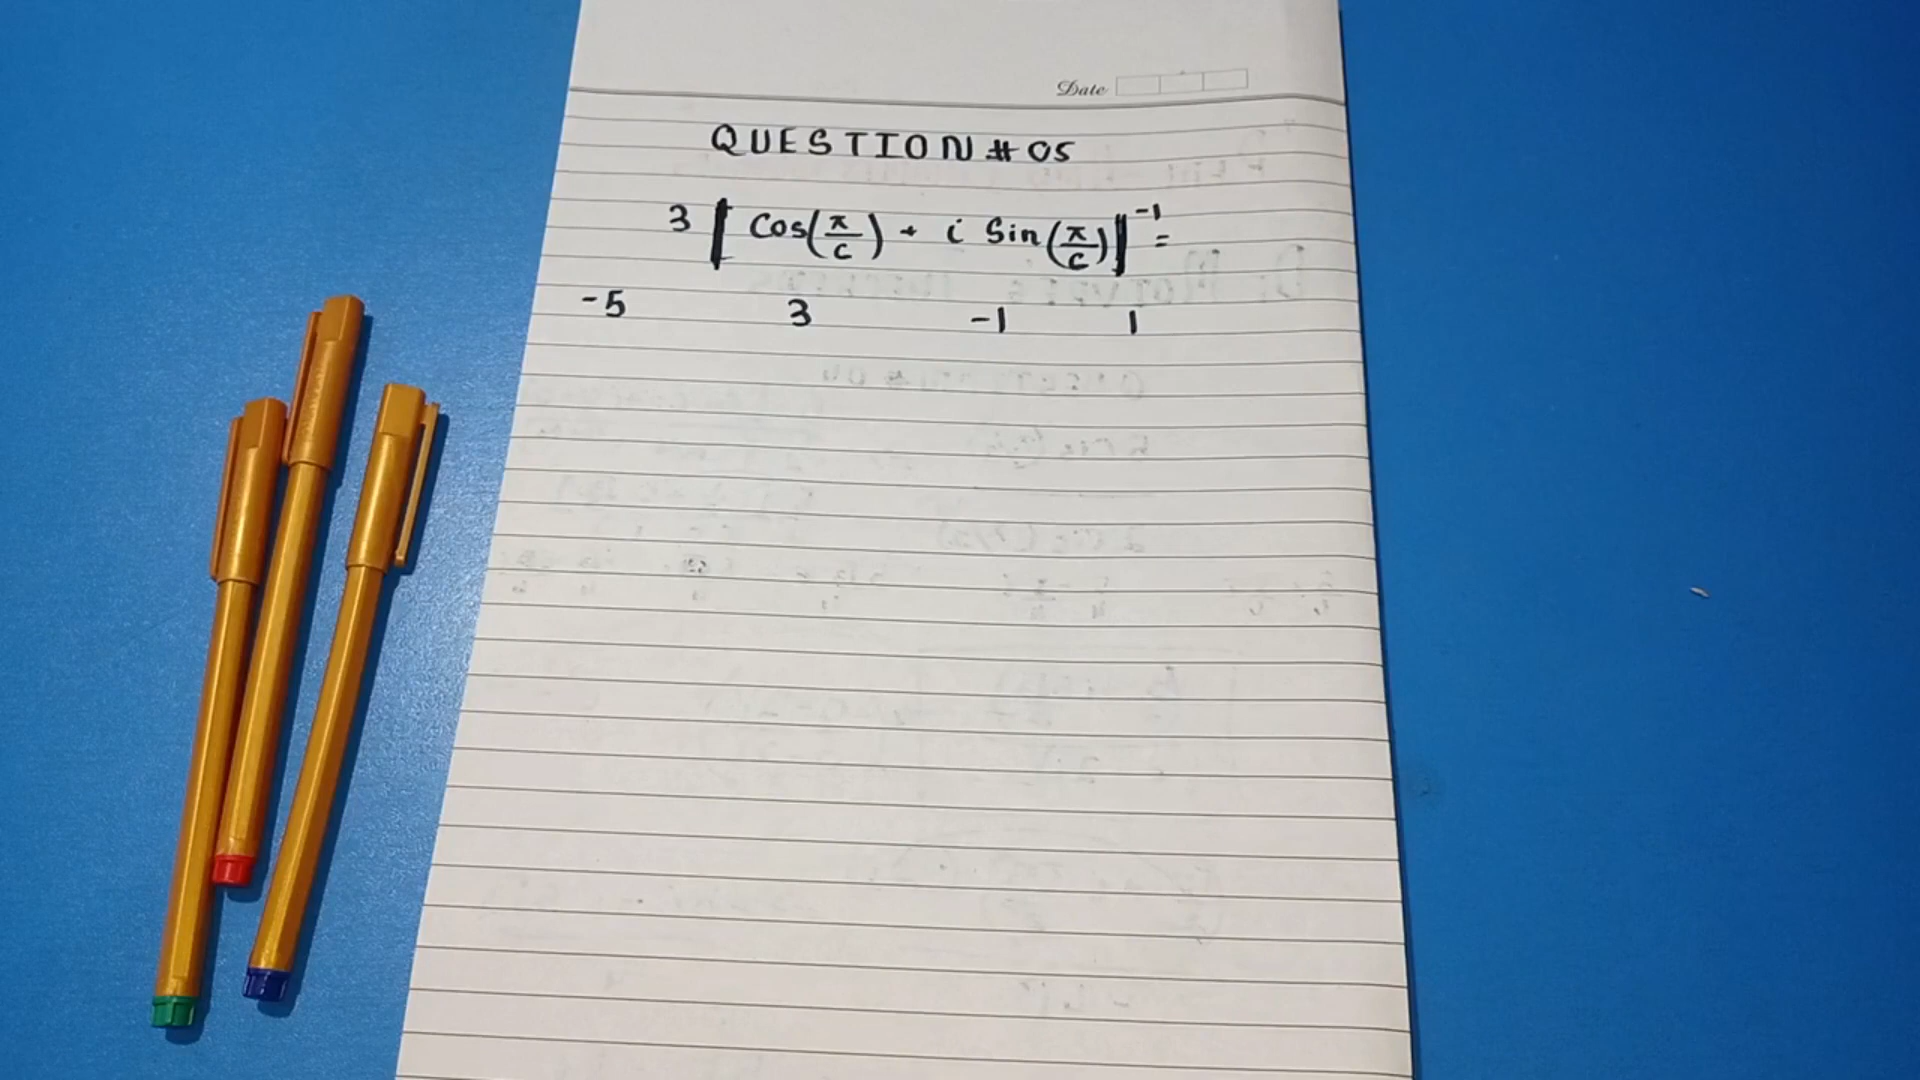 Date
QUESTION # 05
3 [ Cos(π/c) + i Sin(π/c) ]⁻¹ =
-5 3 -1 1